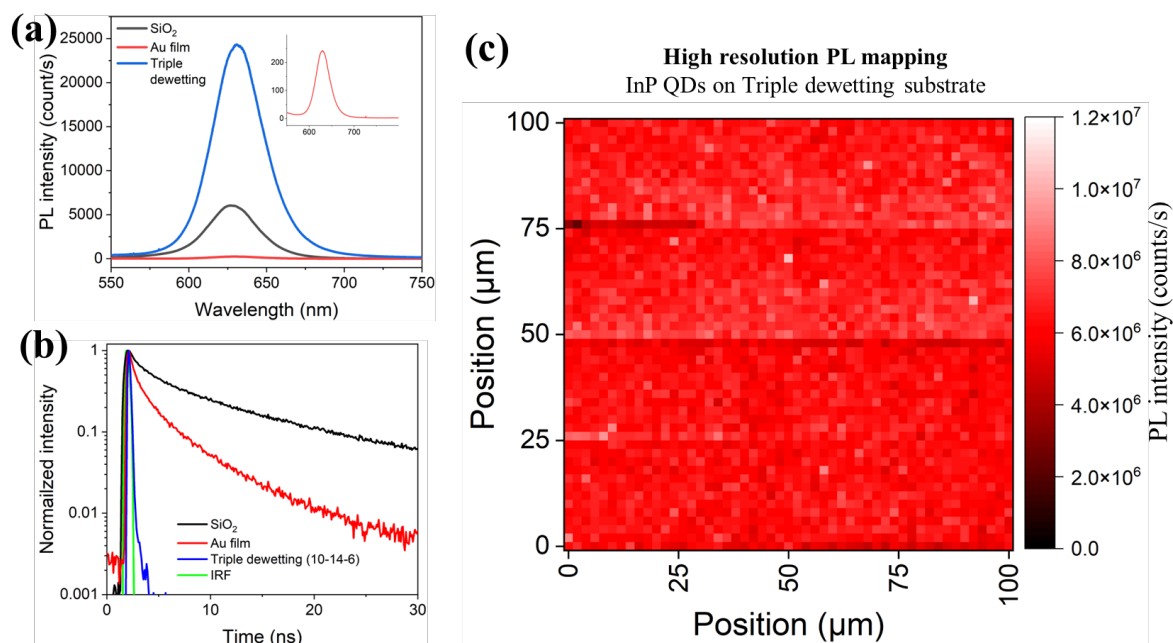 (a)
SiO₂
Au film
Triple
dewetting
25000
20000
15000
10000
5000
0
550
600
650
700
750
PL intensity (count/s)
Wavelength (nm)
200
100
0
600
700
(b)
1
0.1
0.01
0.001
0
10
20
30
Normalized intensity
Time (ns)
SiO₂
Au film
Triple dewetting (10-14-6)
IRF
(c)
High resolution PL mapping
InP QDs on Triple dewetting substrate
100
75
50
25
0
Position (μm)
0
25
50
75
100
Position (μm)
1.2×10⁷
1.0×10⁷
8.0×10⁶
6.0×10⁶
4.0×10⁶
2.0×10⁶
0.0
PL intensity (counts/s)